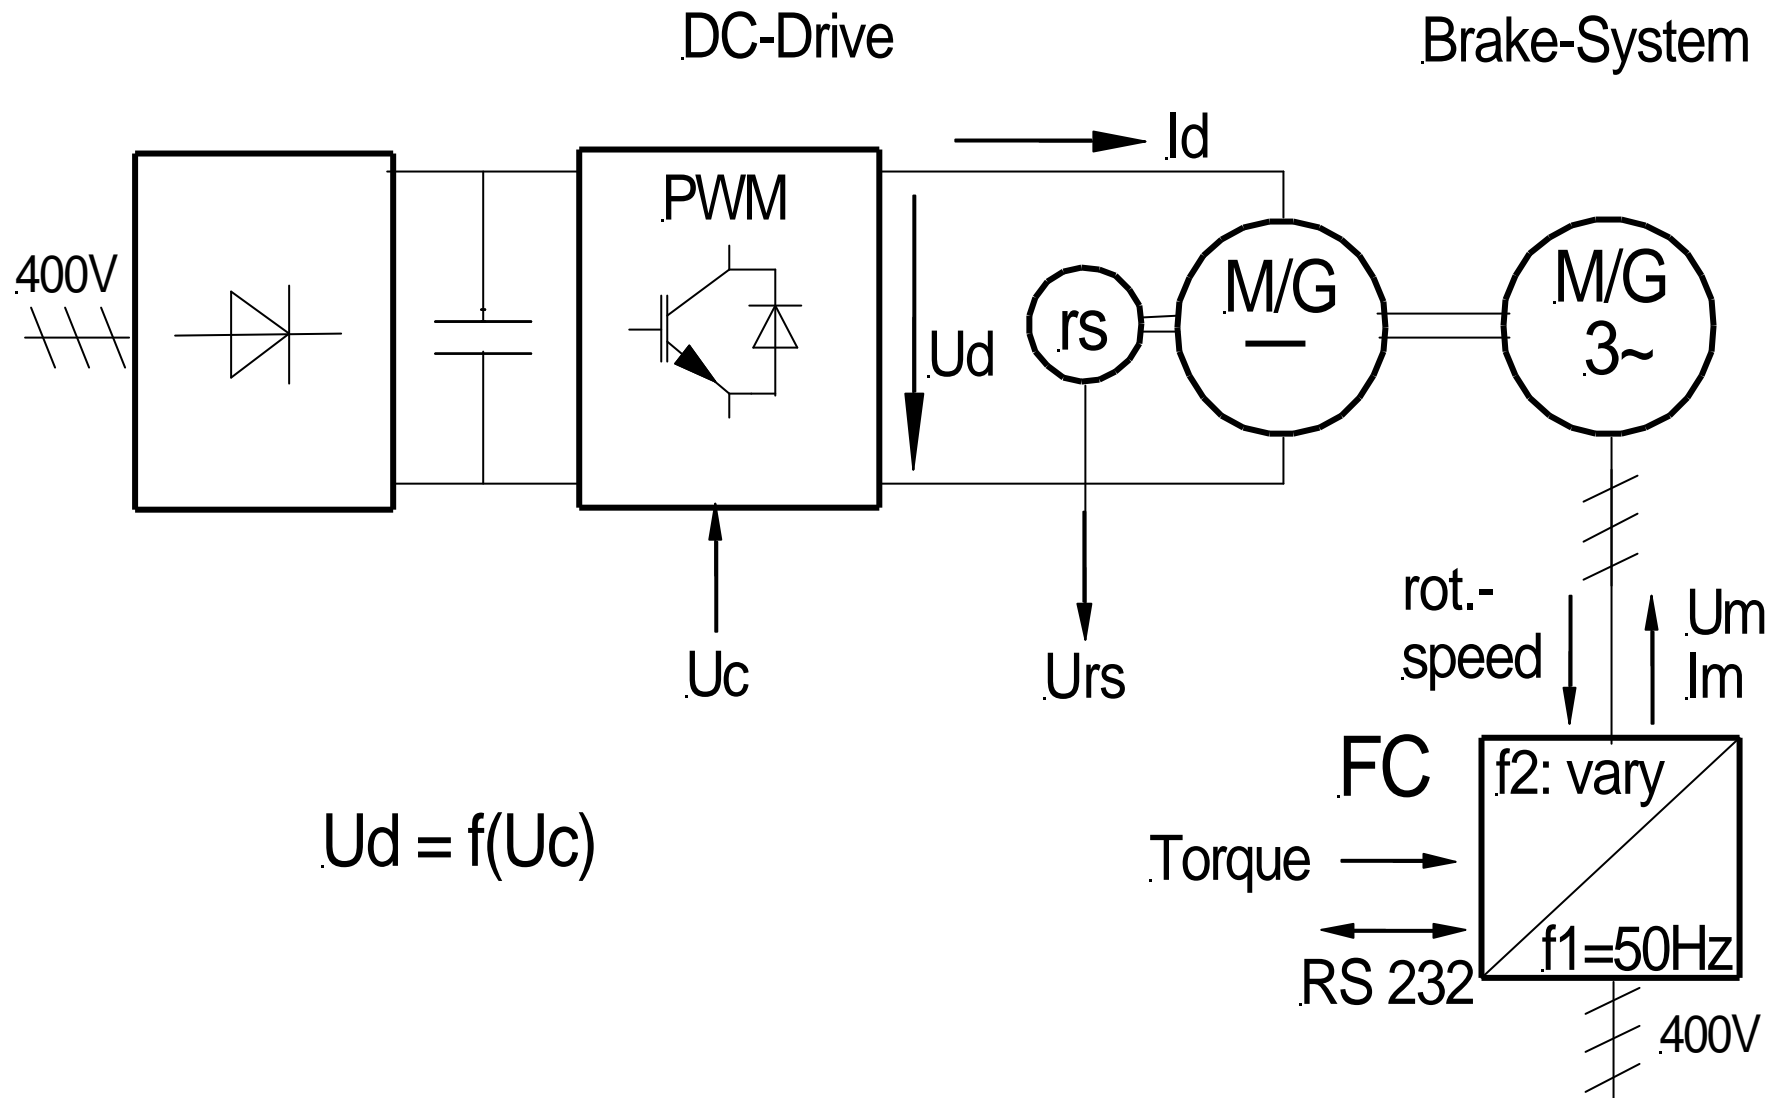 DC-Drive
Brake-System
Id
PWM
400V
M/G
M/G
3~
rs
Ud
rot.-
speed
Um
Im
Uc
Urs
FC
f2: vary
Ud = f(Uc)
Torque
f1=50Hz
RS 232
400V